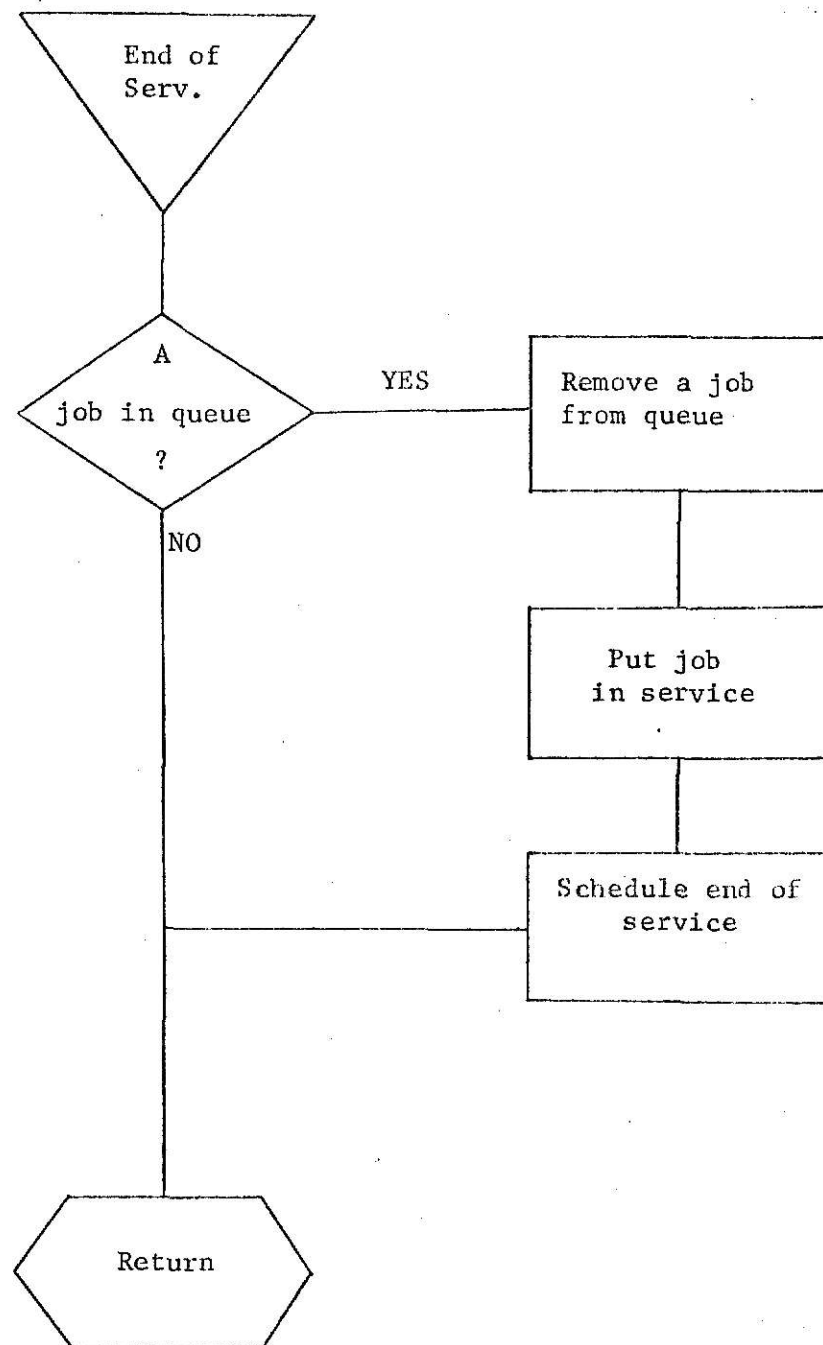 End of
Serv.
A
job in queue
?
YES
Remove a job
from queue
NO
Put job
in service
Schedule end of
service
Return